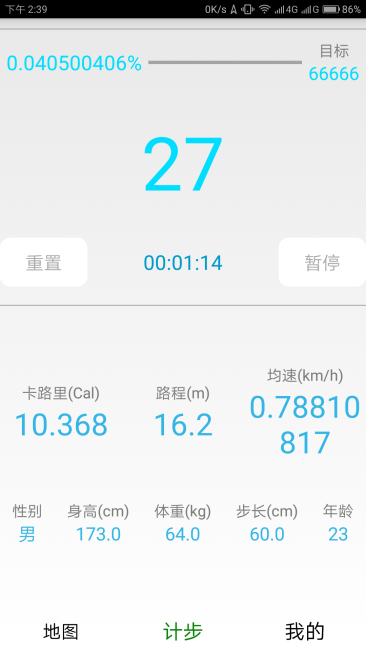 下午 2:39 0K/s 4G G 86%
目标
0.040500406% 66666
27
重置 00:01:14 暂停
卡路里(Cal) 路程(m) 均速(km/h)
10.368 16.2 0.78810
817
性别 身高(cm) 体重(kg) 步长(cm) 年龄
男 173.0 64.0 60.0 23
地图 计步 我的